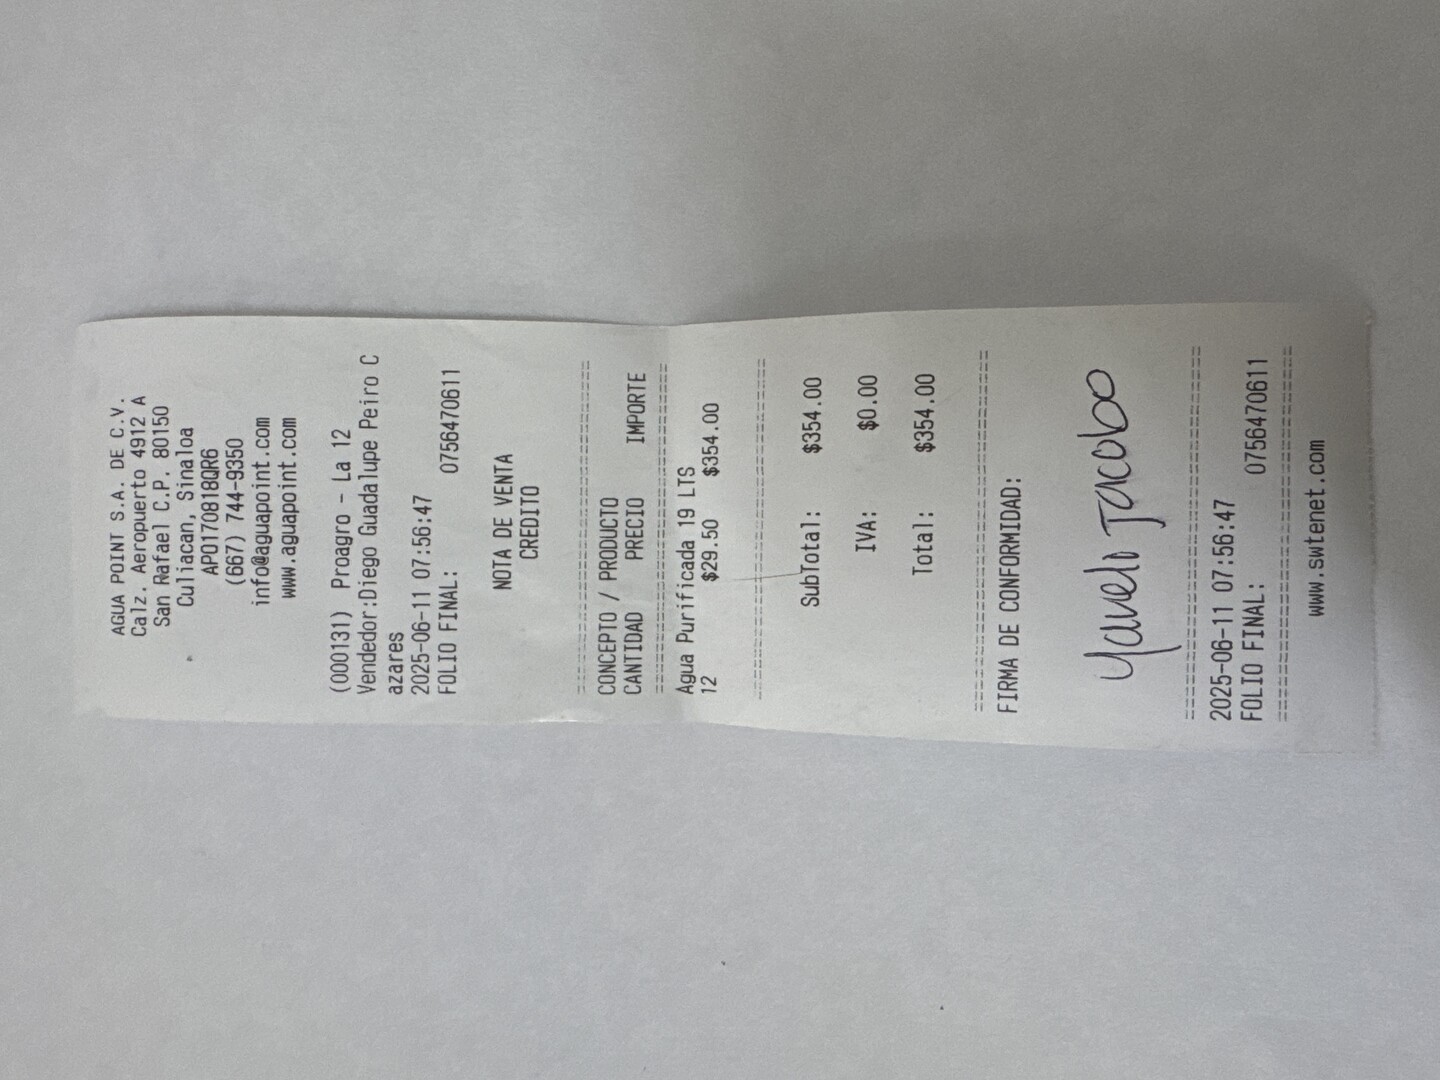 AGUA POINT S.A. DE C.V.
Calz. Aeropuerto 4912 A
San Rafael C.P. 80150
Culiacan, Sinaloa
APO170818QR6
(667) 744-9350
info@aguapoint.com
www.aguapoint.com
(000131) Proagro - La 12
Vendedor:Diego Guadalupe Peiro C
azares
2025-06-11 07:56:47
FOLIO FINAL: 0756470611
NOTA DE VENTA
CREDITO
CONCEPTO / PRODUCTO
CANTIDAD PRECIO IMPORTE
Agua Purificada 19 LTS
12 $29.50 $354.00
SubTotal: $354.00
IVA: $0.00
Total: $354.00
FIRMA DE CONFORMIDAD:
Jacobo
2025-06-11 07:56:47
FOLIO FINAL: 0756470611
www.swtenet.com